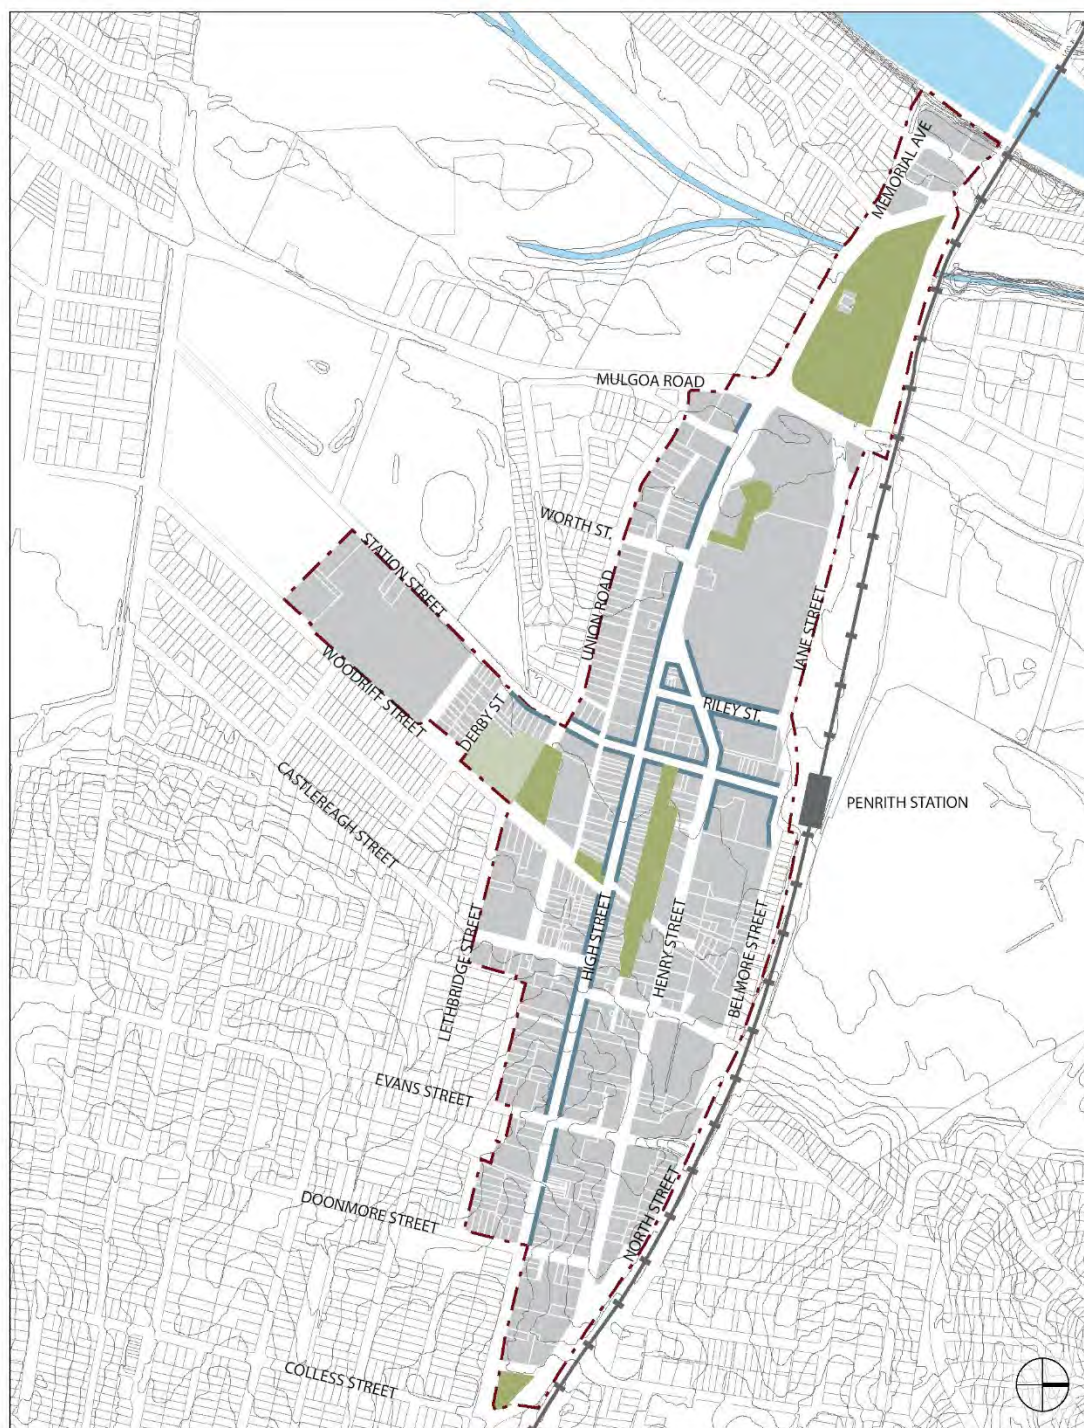 MEMORIAL AVE
MULGOA ROAD
WORTH ST.
STATION STREET
UNION ROAD
JANE STREET
WOODRIFF STREET
DERBY ST
RILEY ST.
CASTLEREAGH STREET
PENRITH STATION
LETHBRIDGE STREET
HIGH STREET
HENRY STREET
BELMORE STREET
EVANS STREET
DOONMORE STREET
NORTH STREET
COLLESS STREET